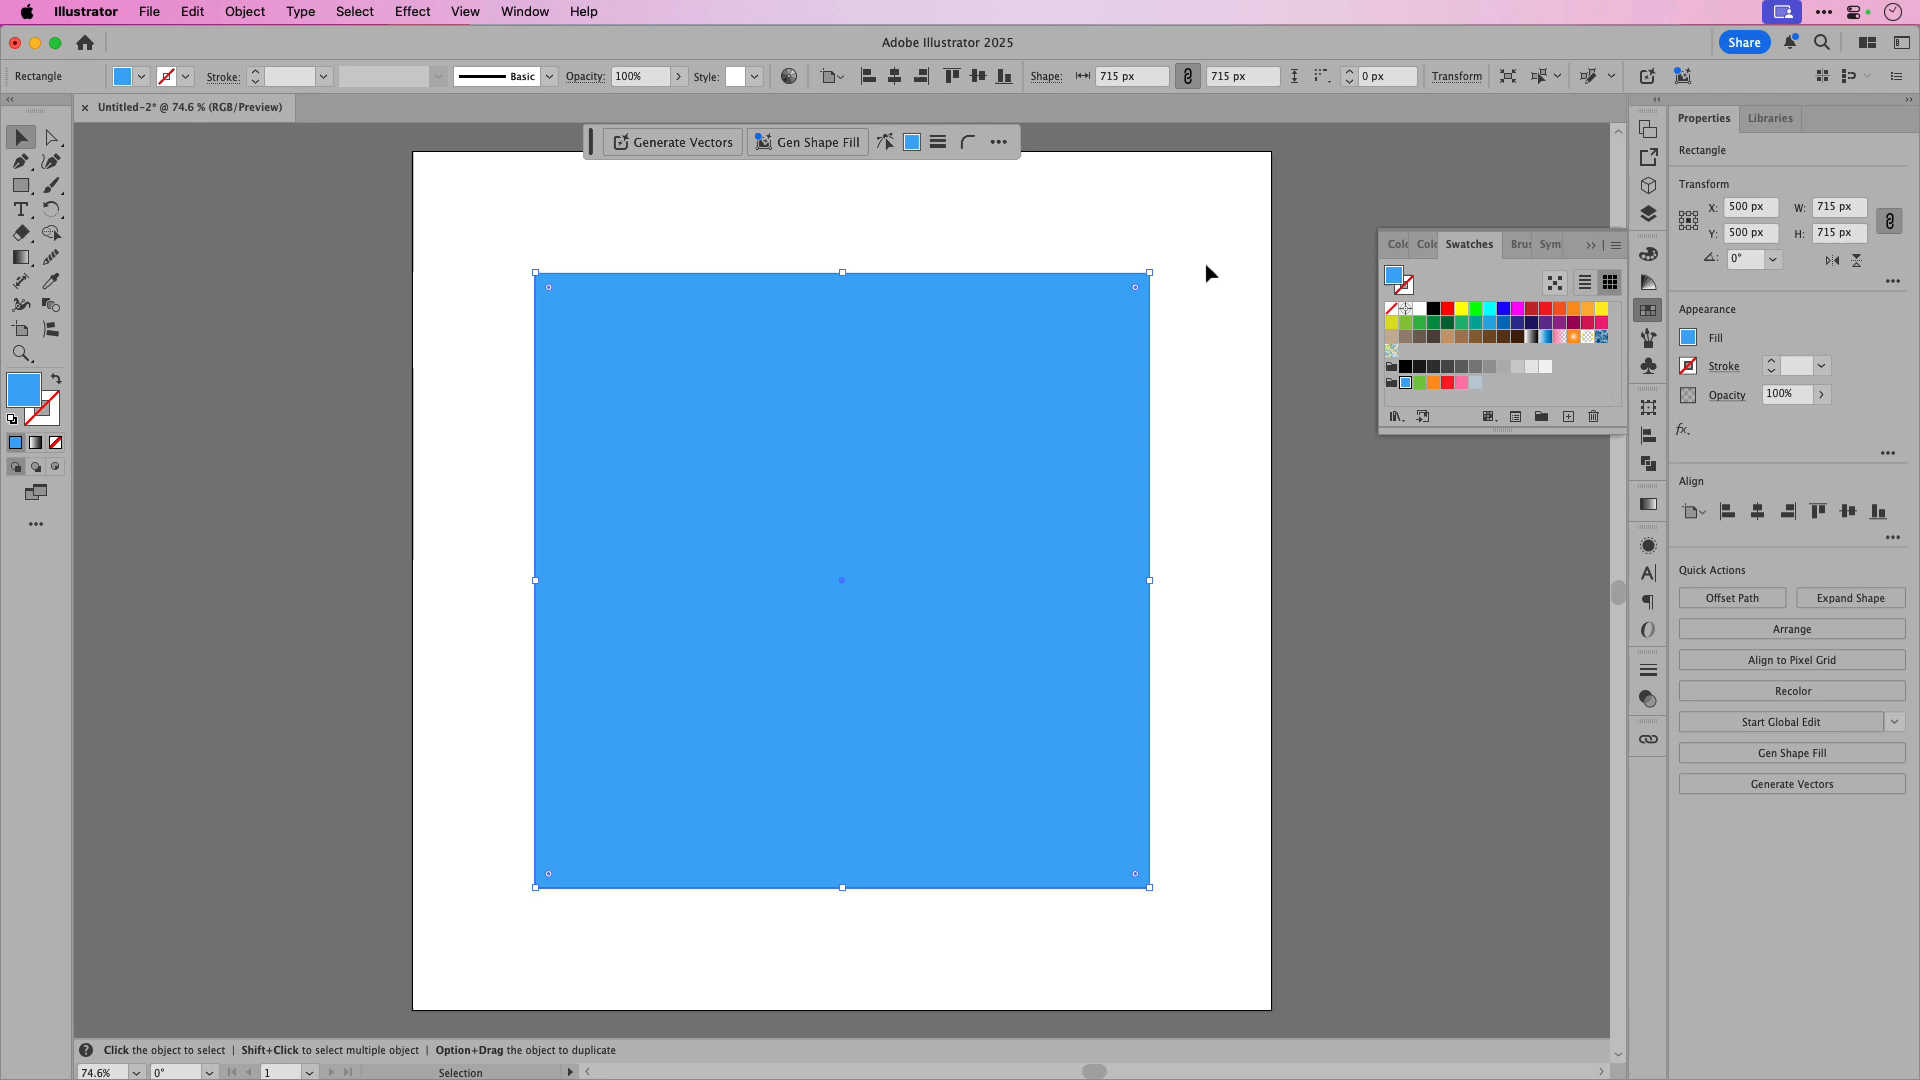 Illustrator File Edit Object Type Select Effect View Window Help
Adobe Illustrator 2025
Share
Rectangle
Stroke:
Basic
Opacity: 100%
Style:
Shape: 715 px 715 px 0 px
Transform
Untitled-2* @ 74.6 % (RGB/Preview)
Generate Vectors
Gen Shape Fill
Swatches
Brus
Sym
Properties
Libraries
Rectangle
Transform
X: 500 px W: 715 px
Y: 500 px H: 715 px
0°
Appearance
Fill
Stroke
Opacity 100%
fx.
Align
Quick Actions
Offset Path
Expand Shape
Arrange
Align to Pixel Grid
Recolor
Start Global Edit
Gen Shape Fill
Generate Vectors
Click the object to select | Shift+Click to select multiple object | Option+Drag the object to duplicate
74.6% 0° 1 Selection